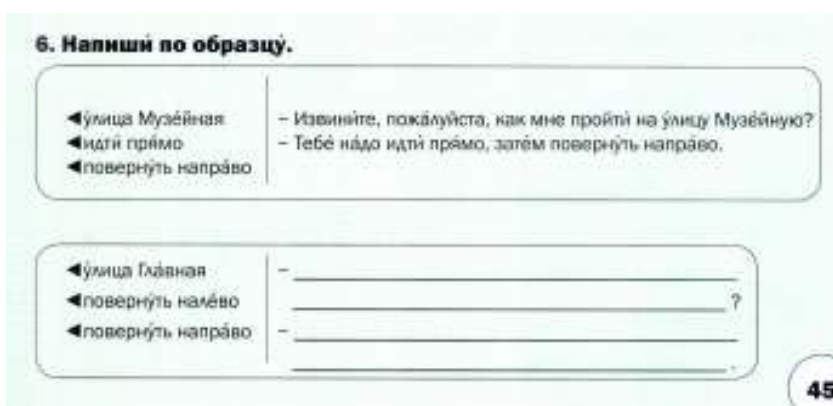 6. Напиши́ по образцу́.
◀у́лица Музе́йная
◀идти́ пря́мо
◀поверну́ть напра́во
– Извини́те, пожа́луйста, как мне пройти́ на у́лицу Музе́йную?
– Тебе́ на́до идти́ пря́мо, зате́м поверну́ть напра́во.
◀у́лица Гла́вная
◀поверну́ть нале́во
◀поверну́ть напра́во
–
?
–
.
45